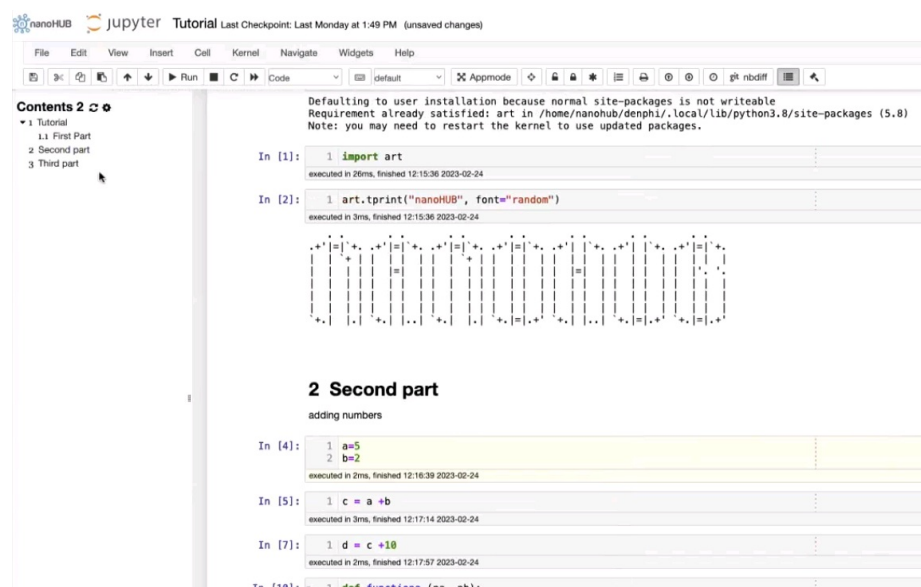 nanoHUB jupyter Tutorial Last Checkpoint: Last Monday at 1:49 PM (unsaved changes)
File Edit View Insert Cell Kernel Navigate Widgets Help
Run Code default Appmode git nbdiff
Contents 2
1 Tutorial
1.1 First Part
2 Second part
3 Third part
Defaulting to user installation because normal site-packages is not writeable
Requirement already satisfied: art in /home/nanohub/denphi/.local/lib/python3.8/site-packages (5.8)
Note: you may need to restart the kernel to use updated packages.
In [1]: 1 import art
executed in 26ms, finished 12:15:36 2023-02-24
In [2]: 1 art.tprint("nanoHUB", font="random")
executed in 3ms, finished 12:15:36 2023-02-24
2 Second part
adding numbers
In [4]: 1 a=5
2 b=2
executed in 2ms, finished 12:16:39 2023-02-24
In [5]: 1 c = a +b
executed in 3ms, finished 12:17:14 2023-02-24
In [7]: 1 d = c +10
executed in 2ms, finished 12:17:57 2023-02-24